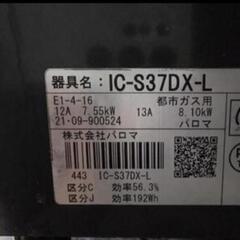 器具名：IC-S37DX-L
E1-4-16 都市ガス用
12A 7.55kW 13A 8.10kW
21・09-900524 パロマ
株式会社パロマ
443 IC-S37DX-L
区分C 効率56.3%
区分J 効率192Wh